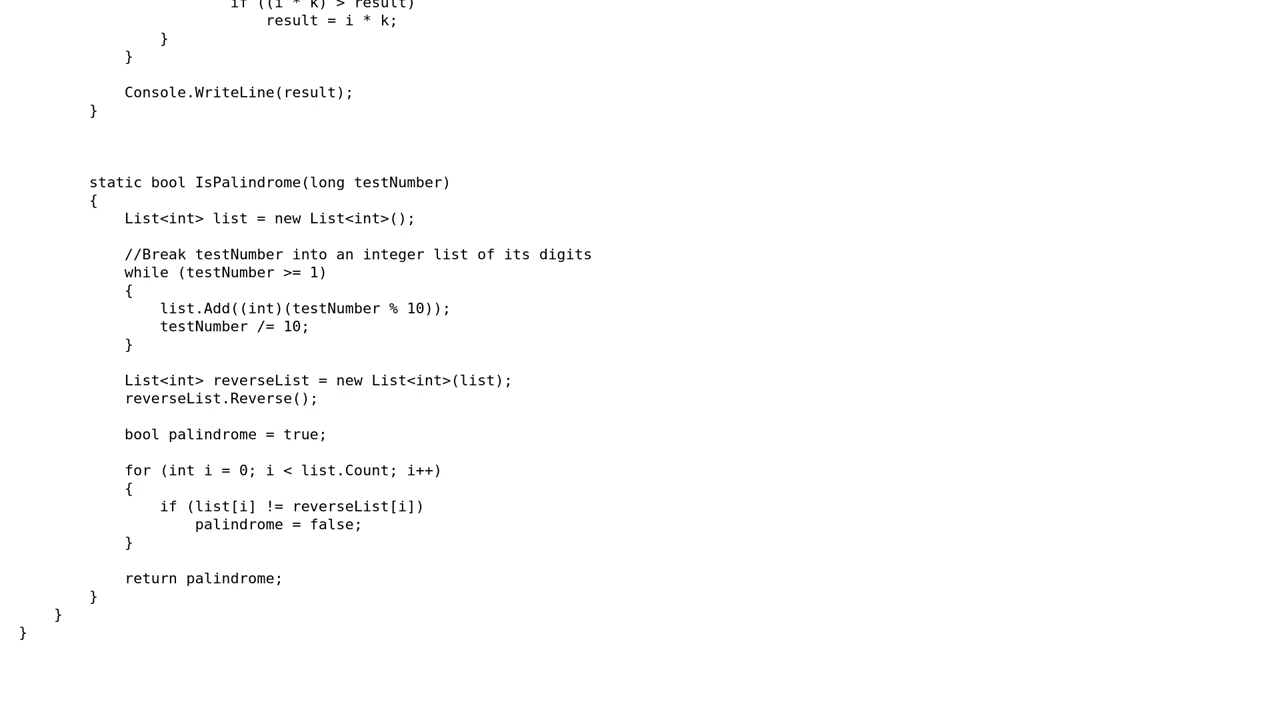 if ((i * k) > result)
result = i * k;
}
}
Console.WriteLine(result);
}
static bool IsPalindrome(long testNumber)
{
List<int> list = new List<int>();
//Break testNumber into an integer list of its digits
while (testNumber >= 1)
{
list.Add((int)(testNumber % 10));
testNumber /= 10;
}
List<int> reverseList = new List<int>(list);
reverseList.Reverse();
bool palindrome = true;
for (int i = 0; i < list.Count; i++)
{
if (list[i] != reverseList[i])
palindrome = false;
}
return palindrome;
}
}
}